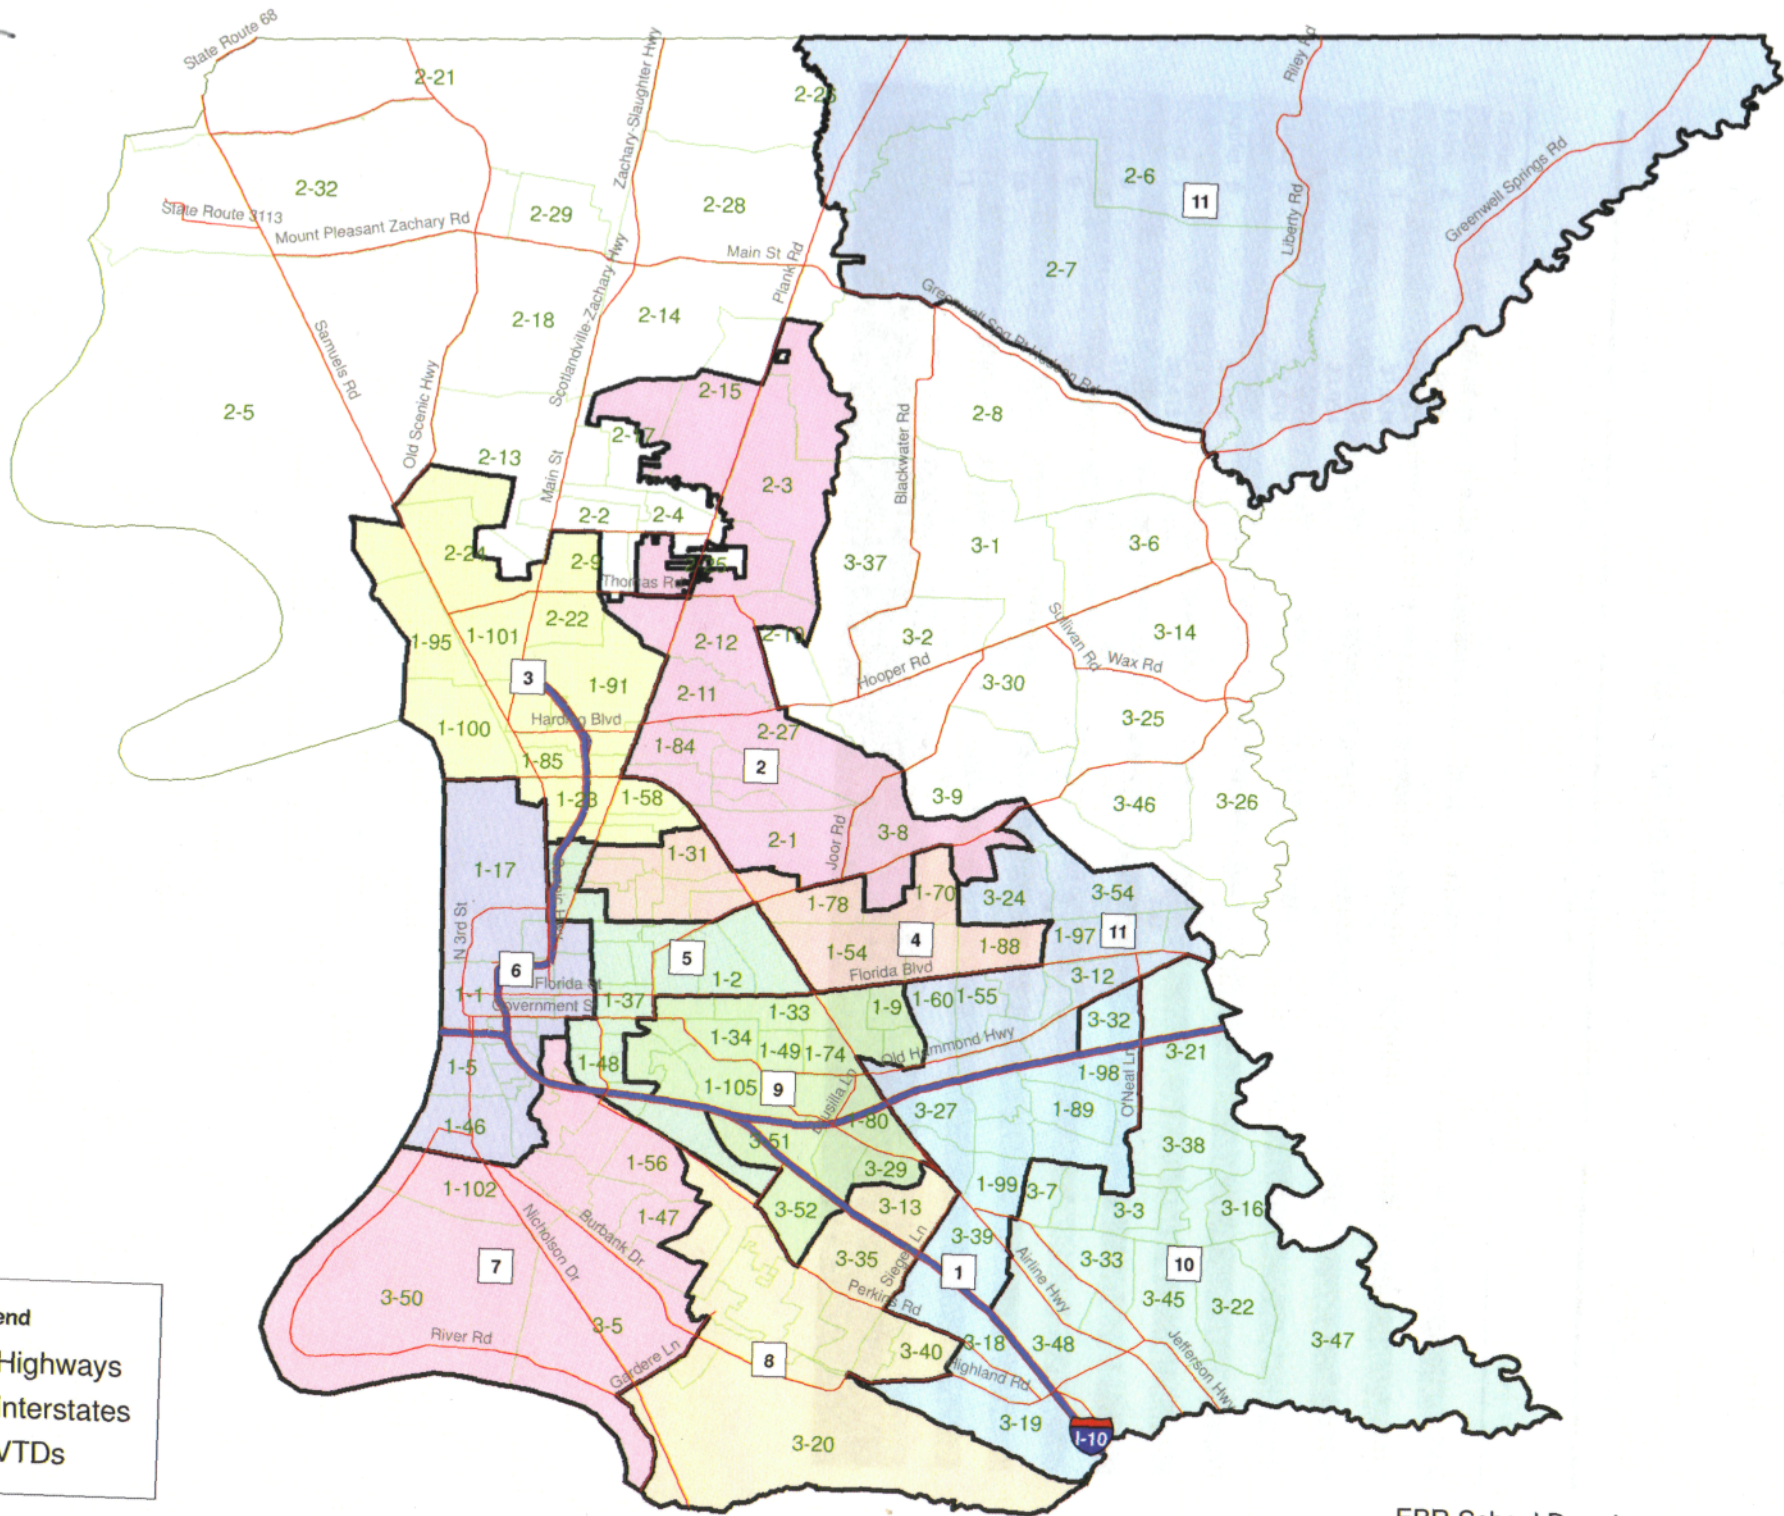 State Route 68
2-21
Zachary-Slaughter Hwy
Riley Rd
2-32
2-29
2-28
2-6
11
Liberty Rd
Greenwell Springs Rd
State Route 3113
Mount Pleasant Zachary Rd
Main St
Plank Rd
2-7
2-18
2-14
Scotlandville-Zachary Hwy
Samuels Rd
Old Scenic Hwy
2-5
2-15
2-17
Blackwater Rd
2-8
2-13
Main St
2-3
2-2
2-4
2-24
2-9
Thomas Rd
3-37
3-1
3-6
2-22
1-95
1-101
2-12
3-2
Sullivan Rd
3-14
Hooper Rd
Wax Rd
3
1-91
2-11
3-30
Harding Blvd
1-100
3-25
1-84
2-27
1-85
2
1-23
1-58
3-9
3-46
3-26
2-1
Joor Rd
3-8
1-31
1-17
1-78
1-70
3-24
3-54
N 3rd St
4
1-97
11
1-54
1-88
6
5
1-2
Florida Blvd
3-12
Florida St
1-1
Government St
1-37
1-33
1-9
1-60
1-55
3-32
1-34
1-49
1-74
Old Hammond Hwy
3-21
1-5
1-48
1-105
9
1-98
O'Neal Ln
1-80
3-27
1-89
1-46
3-51
3-38
1-56
3-29
1-102
1-99
3-7
1-47
3-52
3-13
3-3
3-16
Nicholson Dr
Burbank Dr
3-39
7
3-35
Siegen Ln
1
Airline Hwy
3-33
10
3-50
Perkins Rd
3-45
3-22
3-5
River Rd
Gardere Ln
8
3-40
3-18
3-48
Jefferson Hwy
3-47
Highland Rd
3-19
I-10
3-20
end
Highways
Interstates
VTDs